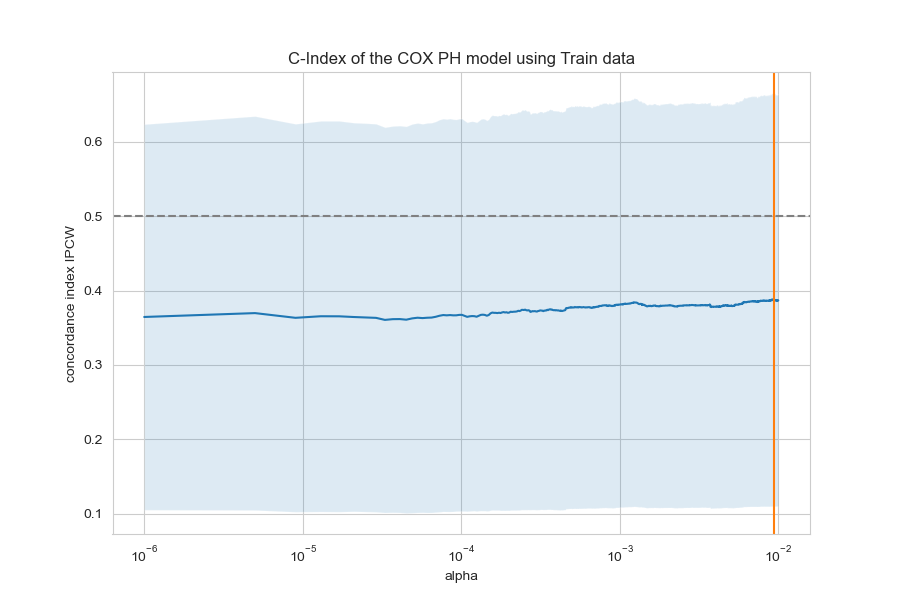 C-Index of the COX PH model using Train data
concordance index IPCW
0.6
0.5
0.4
0.3
0.2
0.1
10⁻⁶ 10⁻⁵ 10⁻⁴ 10⁻³ 10⁻²
alpha